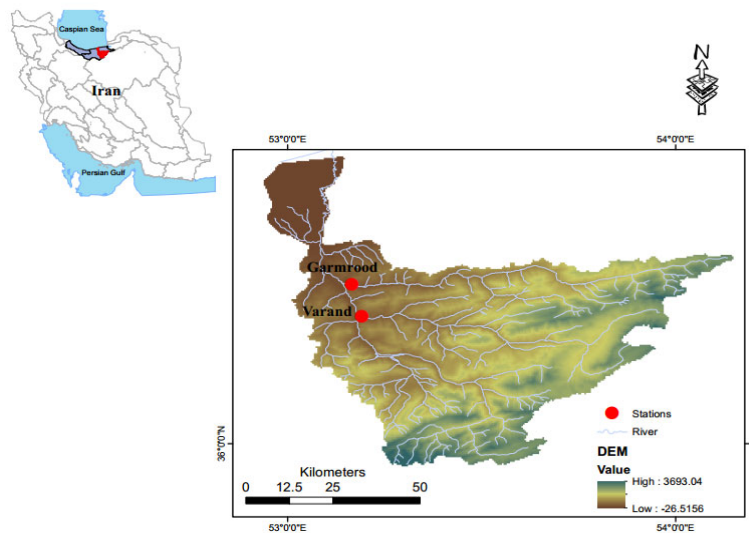 Caspian Sea
Iran
Persian Gulf
N
53°0'0"E 54°0'0"E
Garmrood
Varand
36°0'0"N
Stations
River
DEM
Value
High : 3693.04
Low : -26.5156
Kilometers
0 12.5 25 50
53°0'0"E 54°0'0"E